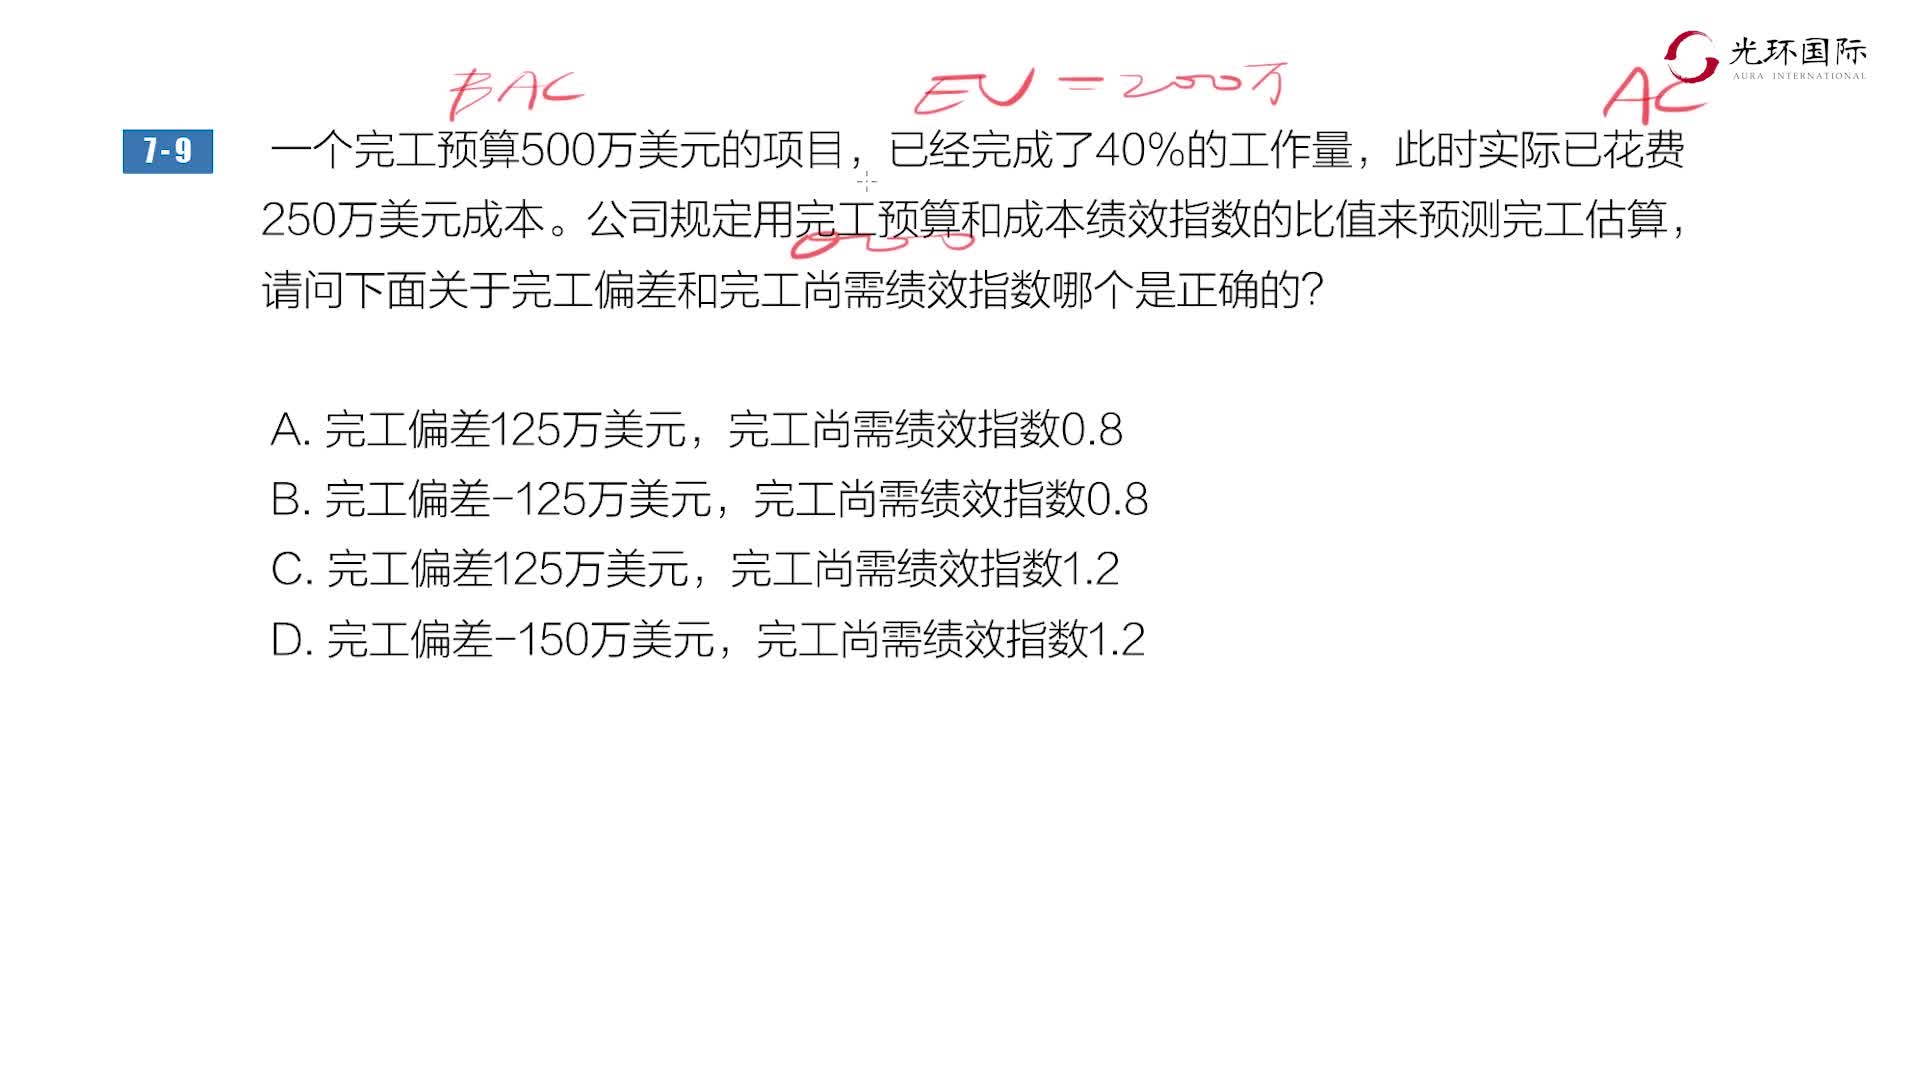 光环国际
AURA INTERNATIONAL
BAC EV=200万 AC
7-9
一个完工预算500万美元的项目，已经完成了40%的工作量，此时实际已花费
250万美元成本。公司规定用完工预算和成本绩效指数的比值来预测完工估算，
请问下面关于完工偏差和完工尚需绩效指数哪个是正确的？
A. 完工偏差125万美元，完工尚需绩效指数0.8
B. 完工偏差-125万美元，完工尚需绩效指数0.8
C. 完工偏差125万美元，完工尚需绩效指数1.2
D. 完工偏差-150万美元，完工尚需绩效指数1.2